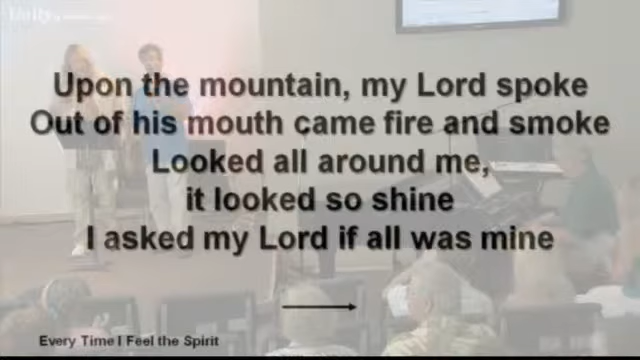 Unity
Upon the mountain, my Lord spoke
Out of his mouth came fire and smoke
Looked all around me,
it looked so shine
I asked my Lord if all was mine
Every Time I Feel the Spirit